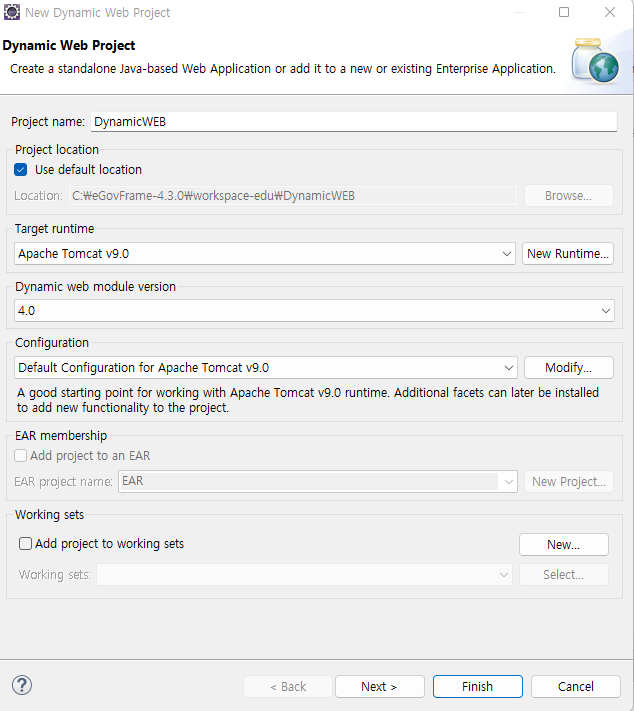 New Dynamic Web Project
Dynamic Web Project
Create a standalone Java-based Web Application or add it to a new or existing Enterprise Application.
Project name: DynamicWEB
Project location
Use default location
Location: C:₩eGovFrame-4.3.0₩workspace-edu₩DynamicWEB Browse...
Target runtime
Apache Tomcat v9.0 New Runtime...
Dynamic web module version
4.0
Configuration
Default Configuration for Apache Tomcat v9.0 Modify...
A good starting point for working with Apache Tomcat v9.0 runtime. Additional facets can later be installed
to add new functionality to the project.
EAR membership
Add project to an EAR
EAR project name: EAR New Project...
Working sets
Add project to working sets New...
Working sets: Select...
? < Back Next > Finish Cancel